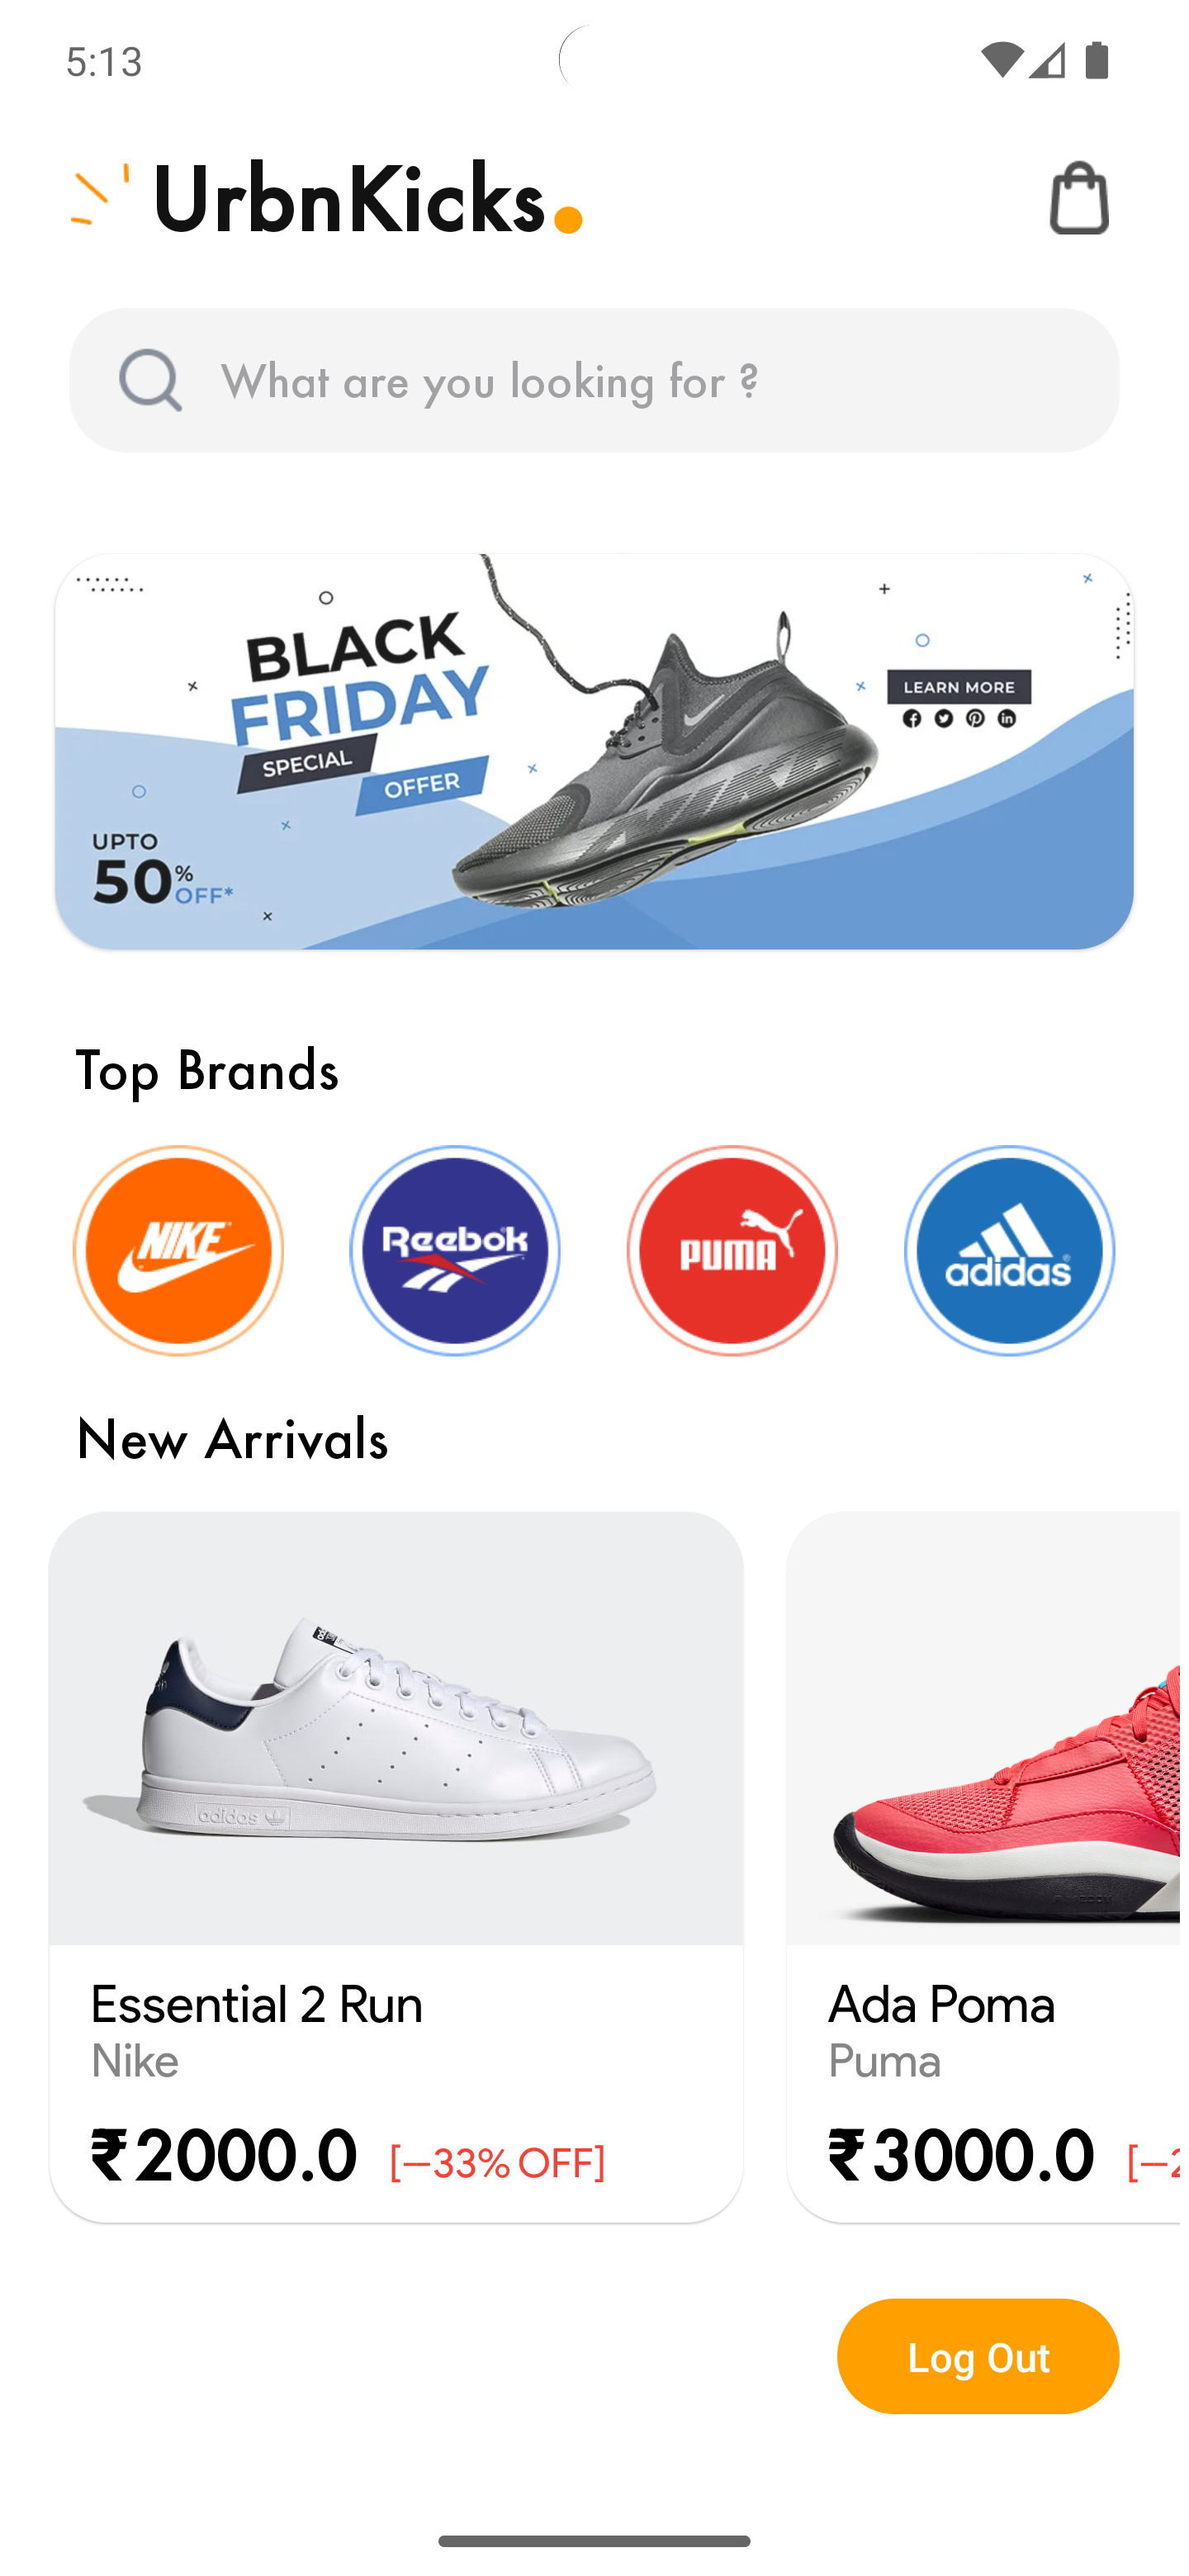 5:13
UrbnKicks.
What are you looking for ?
BLACK
FRIDAY
SPECIAL
OFFER
UPTO
50%
OFF*
LEARN MORE
Top Brands
NIKE
Reebok
PUMA
adidas
New Arrivals
adidas
Essential 2 Run
Nike
₹2000.0 [–33% OFF]
Ada Poma
Puma
₹3000.0 [–2
Log Out